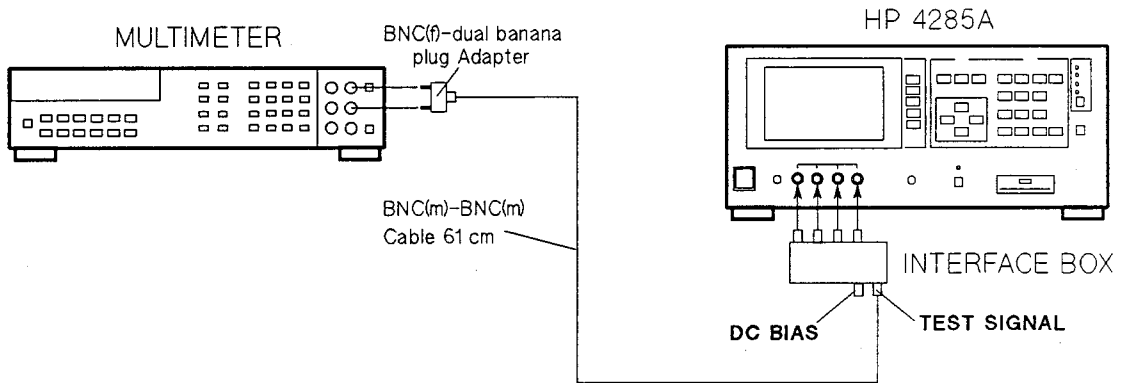 MULTIMETER
BNC(f)-dual banana
plug Adapter
HP 4285A
BNC(m)-BNC(m)
Cable 61 cm
INTERFACE BOX
DC BIAS
TEST SIGNAL